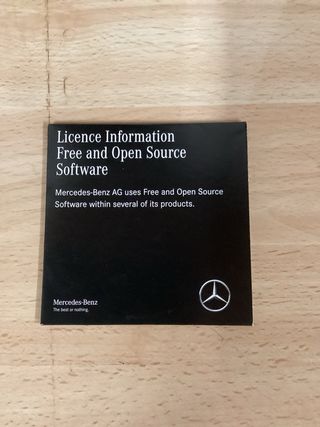 Licence Information
Free and Open Source
Software
Mercedes-Benz AG uses Free and Open Source
Software within several of its products.
Mercedes-Benz
The best or nothing.